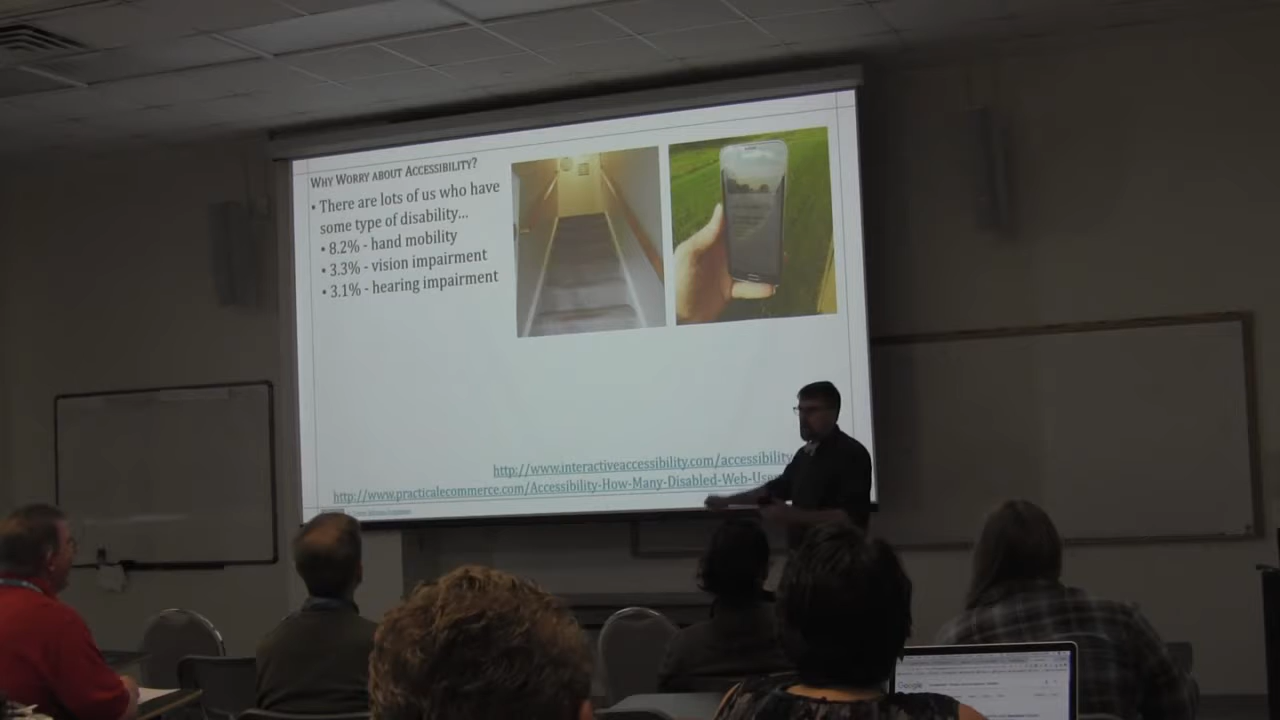 WHY WORRY ABOUT ACCESSIBILITY?
• There are lots of us who have
some type of disability...
• 8.2% - hand mobility
• 3.3% - vision impairment
• 3.1% - hearing impairment
http://www.interactiveaccessibility.com/accessibility
http://www.practicalecommerce.com/Accessibility-How-Many-Disabled-Web-Use
Google